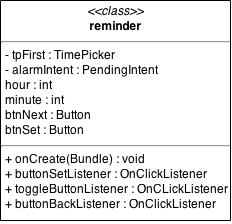 <<class>>
reminder
- tpFirst : TimePicker
- alarmIntent : PendingIntent
hour : int
minute : int
btnNext : Button
btnSet : Button
+ onCreate(Bundle) : void
+ buttonSetListener : OnClickListener
+ toggleButtonListener : OnCLickListener
+ buttonBackListener : OnClickListener